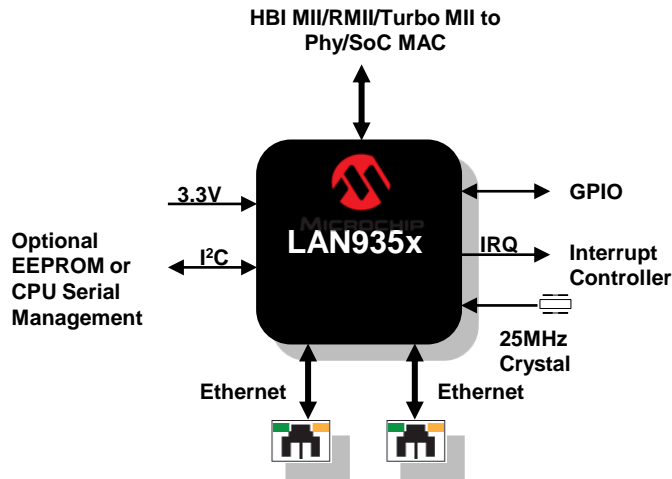 HBI MII/RMII/Turbo MII to
Phy/SoC MAC
3.3V
GPIO
MICROCHIP
LAN935x
Optional
EEPROM or
CPU Serial
Management
I²C
IRQ
Interrupt
Controller
25MHz
Crystal
Ethernet
Ethernet